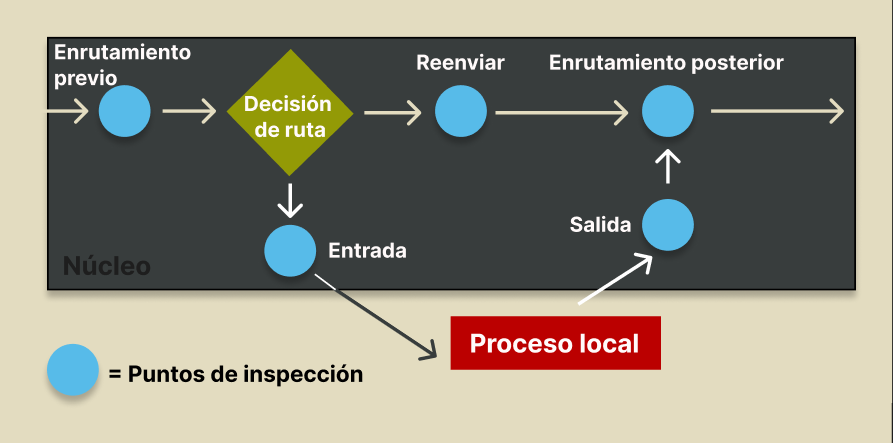 Enrutamiento
previo
Decisión
de ruta
Reenviar
Enrutamiento posterior
Entrada
Salida
Núcleo
Proceso local
= Puntos de inspección